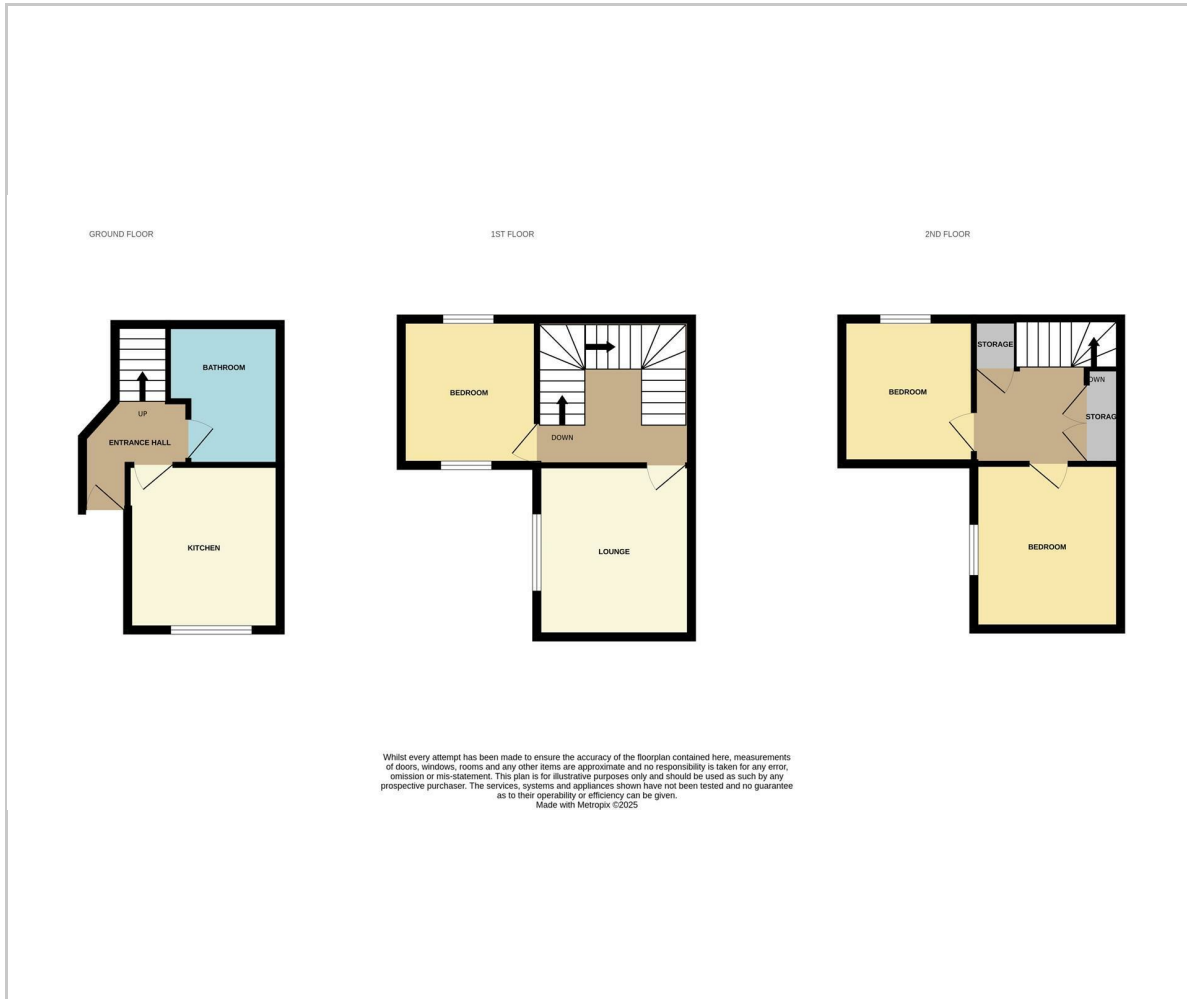 GROUND FLOOR
1ST FLOOR
2ND FLOOR
BATHROOM
UP
ENTRANCE HALL
KITCHEN
BEDROOM
DOWN
LOUNGE
STORAGE
BEDROOM
OWN
STORAG
BEDROOM
Whilst every attempt has been made to ensure the accuracy of the floorplan contained here, measurements
of doors, windows, rooms and any other items are approximate and no responsibility is taken for any error,
omission or mis-statement. This plan is for illustrative purposes only and should be used as such by any
prospective purchaser. The services, systems and appliances shown have not been tested and no guarantee
as to their operability or efficiency can be given.
Made with Metropix ©2025